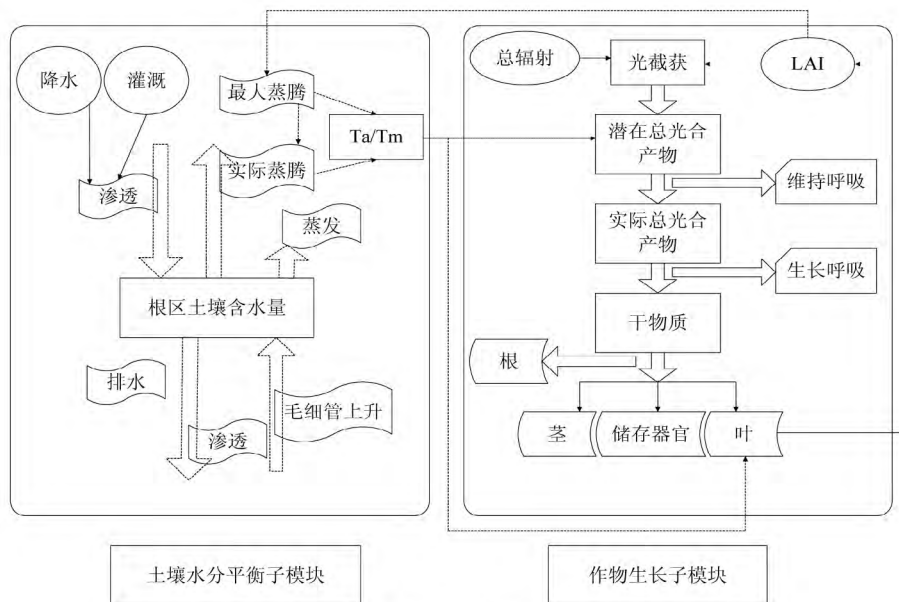 降水
灌溉
最人蒸腾
Ta/Tm
实际蒸腾
渗透
蒸发
根区土壤含水量
排水
渗透
毛细管上升
土壤水分平衡子模块
总辐射
光截获
LAI
潜在总光合
产物
维持呼吸
实际总光合
产物
生长呼吸
干物质
根
茎
储存器官
叶
作物生长子模块